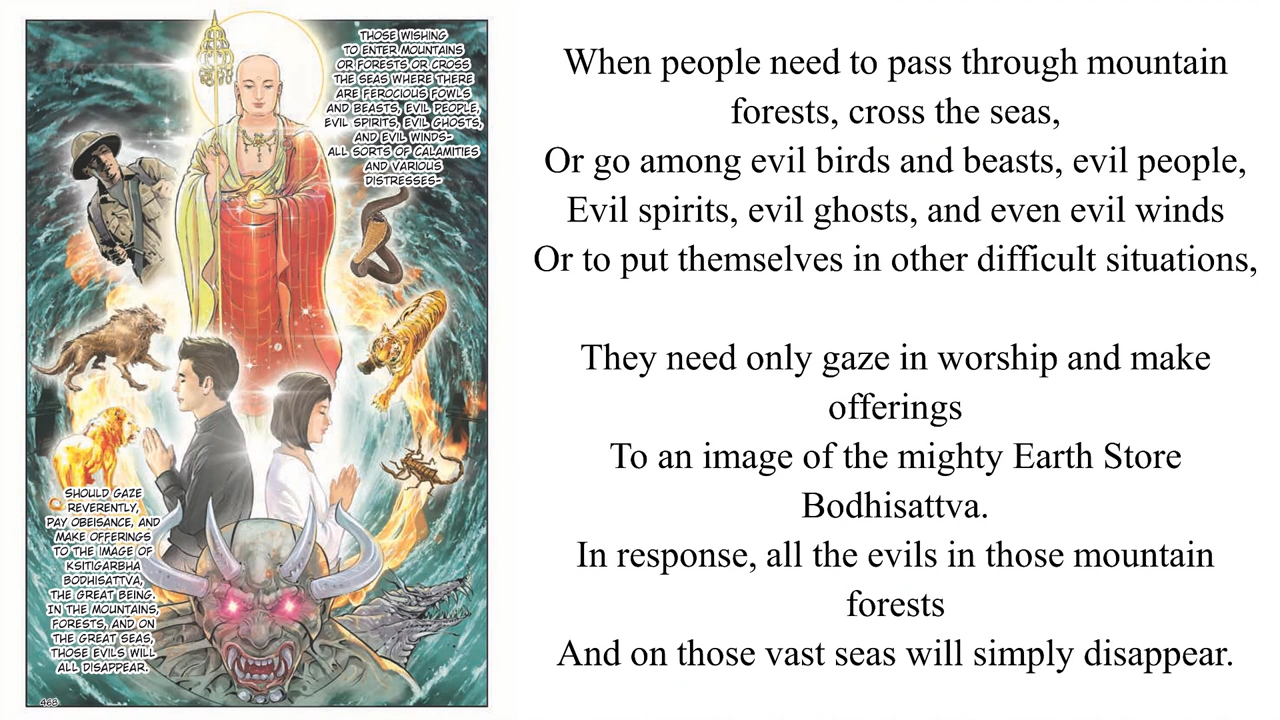 THOSE WISHING
TO ENTER MOUNTAINS
OR FORESTS OR CROSS
THE SEAS WHERE THERE
ARE FEROCIOUS FOWLS
AND BEASTS, EVIL PEOPLE,
EVIL SPIRITS, EVIL GHOSTS,
AND EVIL WINDS-
ALL SORTS OF CALAMITIES
AND VARIOUS
DISTRESSES-
SHOULD GAZE
REVERENTLY,
PAY OBEISANCE, AND
MAKE OFFERINGS
TO THE IMAGE OF
KSITIGARBHA
BODHISATTVA,
THE GREAT BEING.
IN THE MOUNTAINS,
FORESTS, AND ON
THE GREAT SEAS,
THOSE EVILS WILL
ALL DISAPPEAR.
468
When people need to pass through mountain
forests, cross the seas,
Or go among evil birds and beasts, evil people,
Evil spirits, evil ghosts, and even evil winds
Or to put themselves in other difficult situations,
They need only gaze in worship and make
offerings
To an image of the mighty Earth Store
Bodhisattva.
In response, all the evils in those mountain
forests
And on those vast seas will simply disappear.